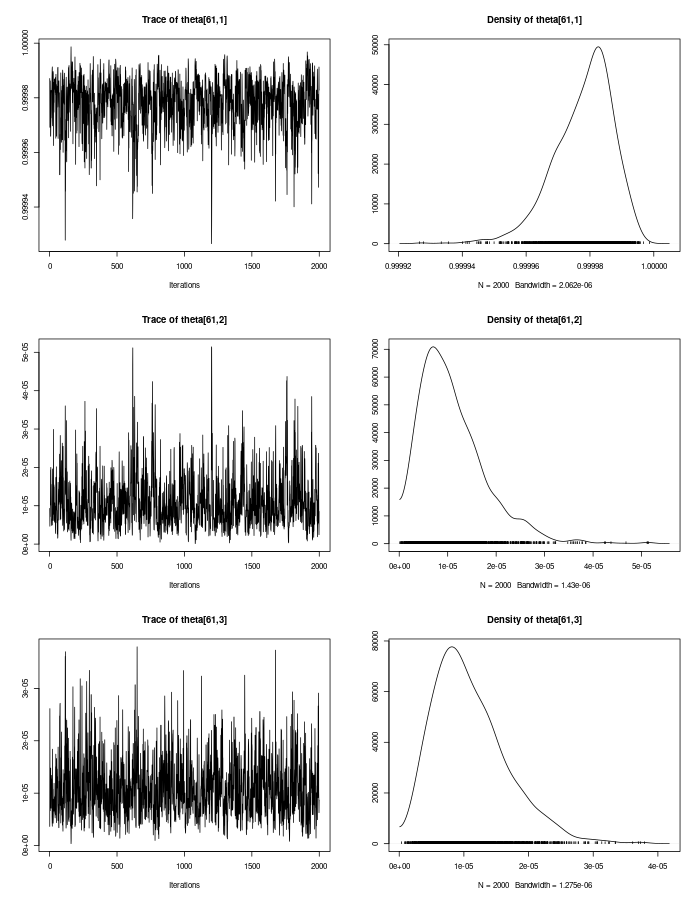 Trace of theta[61,1]
Density of theta[61,1]
0.99994 0.99996 0.99998 1.00000
0 10000 20000 30000 40000 50000
0 500 1000 1500 2000
0.99992 0.99994 0.99996 0.99998 1.00000
Iterations
N = 2000 Bandwidth = 2.062e-06
Trace of theta[61,2]
Density of theta[61,2]
0e+00 1e-05 2e-05 3e-05 4e-05 5e-05
0 10000 20000 30000 40000 50000 60000 70000
0 500 1000 1500 2000
0e+00 1e-05 2e-05 3e-05 4e-05 5e-05
Iterations
N = 2000 Bandwidth = 1.43e-06
Trace of theta[61,3]
Density of theta[61,3]
0e+00 1e-05 2e-05 3e-05
0 20000 40000 60000 80000
0 500 1000 1500 2000
0e+00 1e-05 2e-05 3e-05 4e-05
Iterations
N = 2000 Bandwidth = 1.275e-06